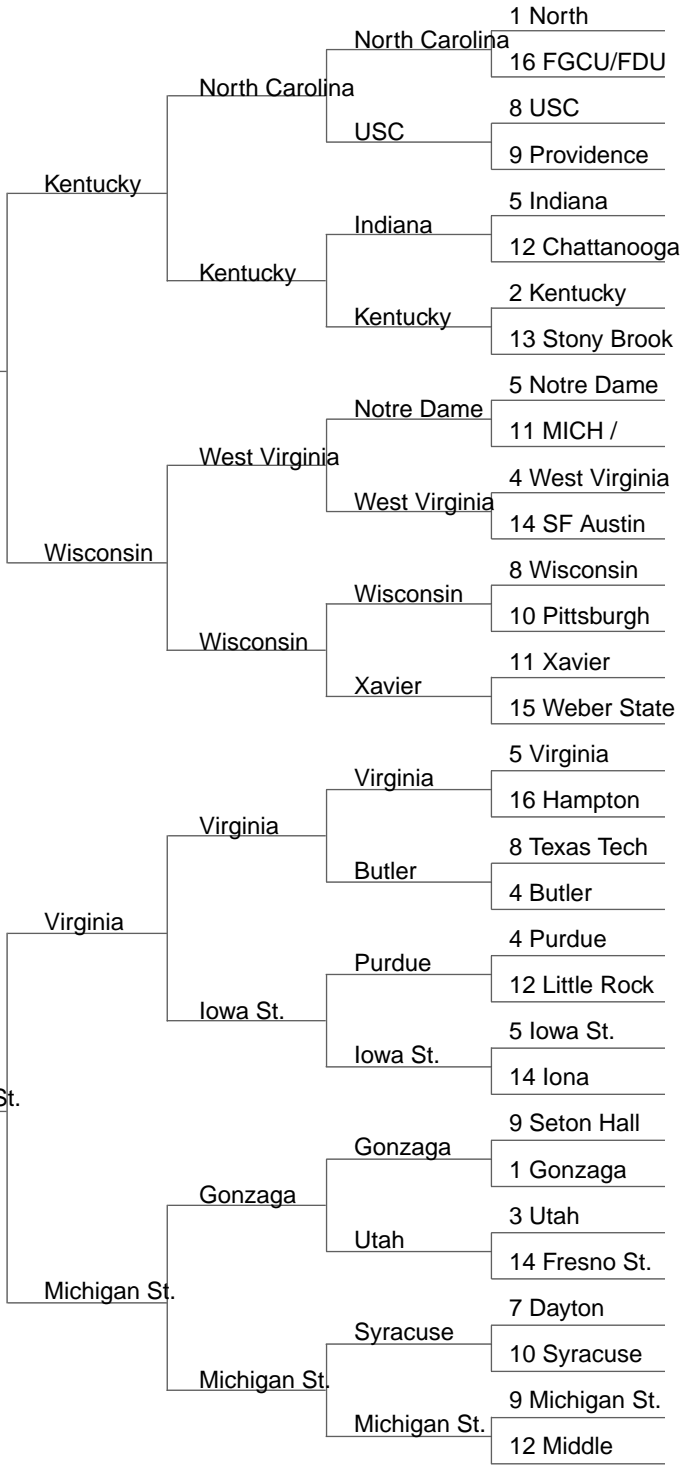 1 North
North Carolina
16 FGCU/FDU
North Carolina
8 USC
USC
9 Providence
Kentucky
5 Indiana
Indiana
12 Chattanooga
Kentucky
2 Kentucky
Kentucky
13 Stony Brook
5 Notre Dame
Notre Dame
11 MICH /
West Virginia
4 West Virginia
West Virginia
14 SF Austin
Wisconsin
8 Wisconsin
Wisconsin
10 Pittsburgh
Wisconsin
11 Xavier
Xavier
15 Weber State
5 Virginia
Virginia
16 Hampton
Virginia
8 Texas Tech
Butler
4 Butler
Virginia
4 Purdue
Purdue
12 Little Rock
Iowa St.
5 Iowa St.
Iowa St.
14 Iona
St.
9 Seton Hall
Gonzaga
1 Gonzaga
Gonzaga
3 Utah
Utah
14 Fresno St.
Michigan St.
7 Dayton
Syracuse
10 Syracuse
Michigan St.
9 Michigan St.
Michigan St.
12 Middle